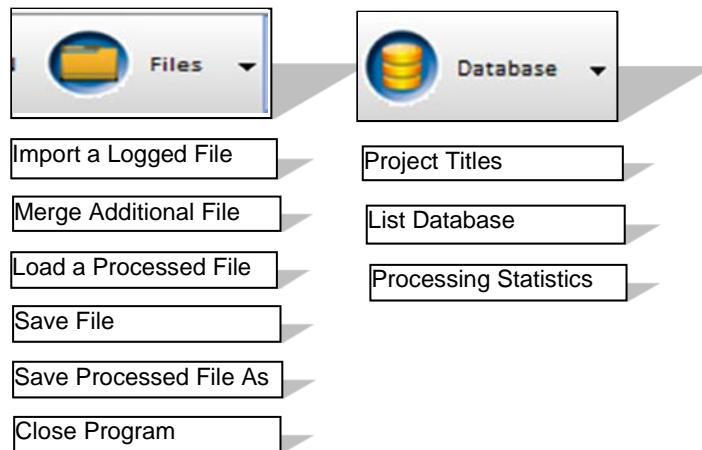 Files
Import a Logged File
Merge Additional File
Load a Processed File
Save File
Save Processed File As
Close Program
Database
Project Titles
List Database
Processing Statistics